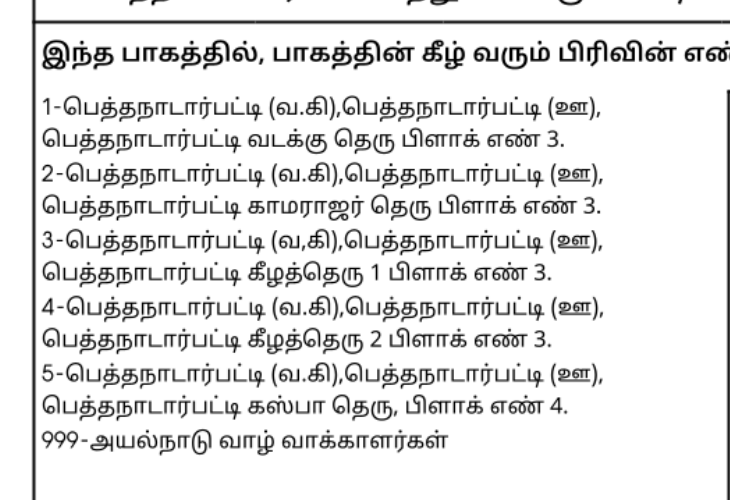 இந்த பாகத்தில், பாகத்தின் கீழ் வரும் பிரிவின்
1-பெத்தநாடார்பட்டி (வ.கி),பெத்தநாடார்பட்டி (ஊ),
பெத்தநாடார்பட்டி வடக்கு தெரு பிளாக் எண் 3.
2-பெத்தநாடார்பட்டி (வ.கி),பெத்தநாடார்பட்டி (ஊ),
பெத்தநாடார்பட்டி காமராஜர் தெரு பிளாக் எண் 3.
3-பெத்தநாடார்பட்டி (வ,கி),பெத்தநாடார்பட்டி (ஊ),
பெத்தநாடார்பட்டி கீழத்தெரு 1 பிளாக் எண் 3.
4-பெத்தநாடார்பட்டி (வ.கி),பெத்தநாடார்பட்டி (ஊ),
பெத்தநாடார்பட்டி கீழத்தெரு 2 பிளாக் எண் 3.
5-பெத்தநாடார்பட்டி (வ.கி),பெத்தநாடார்பட்டி (ஊ),
பெத்தநாடார்பட்டி கஸ்பா தெரு, பிளாக் எண் 4.
999-அயல்நாடு வாழ் வாக்காளர்கள்